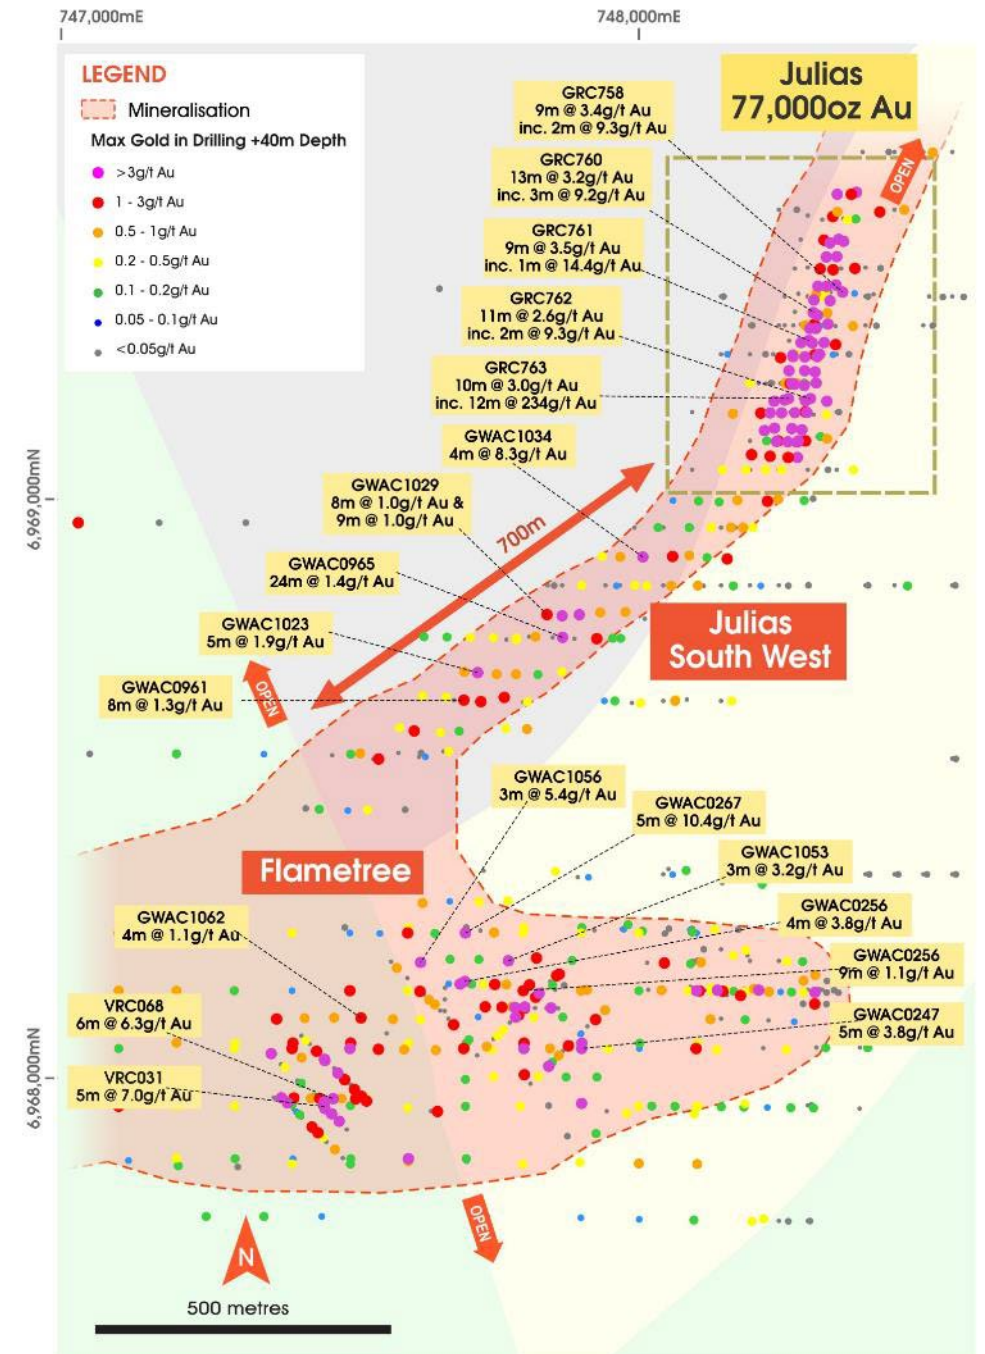 747,000mE
748,000mE
LEGEND
Mineralisation
Max Gold in Drilling +40m Depth
>3g/t Au
1 - 3g/t Au
0.5 - 1g/t Au
0.2 - 0.5g/t Au
0.1 - 0.2g/t Au
0.05 - 0.1g/t Au
<0.05g/t Au
Julias
77,000oz Au
GRC758
9m @ 3.4g/t Au
inc. 2m @ 9.3g/t Au
OPEN
GRC760
13m @ 3.2g/t Au
inc. 3m @ 9.2g/t Au
GRC761
9m @ 3.5g/t Au
inc. 1m @ 14.4g/t Au
GRC762
11m @ 2.6g/t Au
inc. 2m @ 9.3g/t Au
GRC763
10m @ 3.0g/t Au
inc. 12m @ 234g/t Au
GWAC1034
4m @ 8.3g/t Au
6,969,000mN
GWAC1029
8m @ 1.0g/t Au &
9m @ 1.0g/t Au
700m
GWAC0965
24m @ 1.4g/t Au
GWAC1023
5m @ 1.9g/t Au
Julias
South West
GWAC0961
8m @ 1.3g/t Au
OPEN
GWAC1056
3m @ 5.4g/t Au
GWAC0267
5m @ 10.4g/t Au
Flametree
GWAC1053
3m @ 3.2g/t Au
GWAC1062
4m @ 1.1g/t Au
GWAC0256
4m @ 3.8g/t Au
GWAC0256
9m @ 1.1g/t Au
VRC068
6m @ 6.3g/t Au
GWAC0247
5m @ 3.8g/t Au
6,968,000mN
VRC031
5m @ 7.0g/t Au
OPEN
N
500 metres